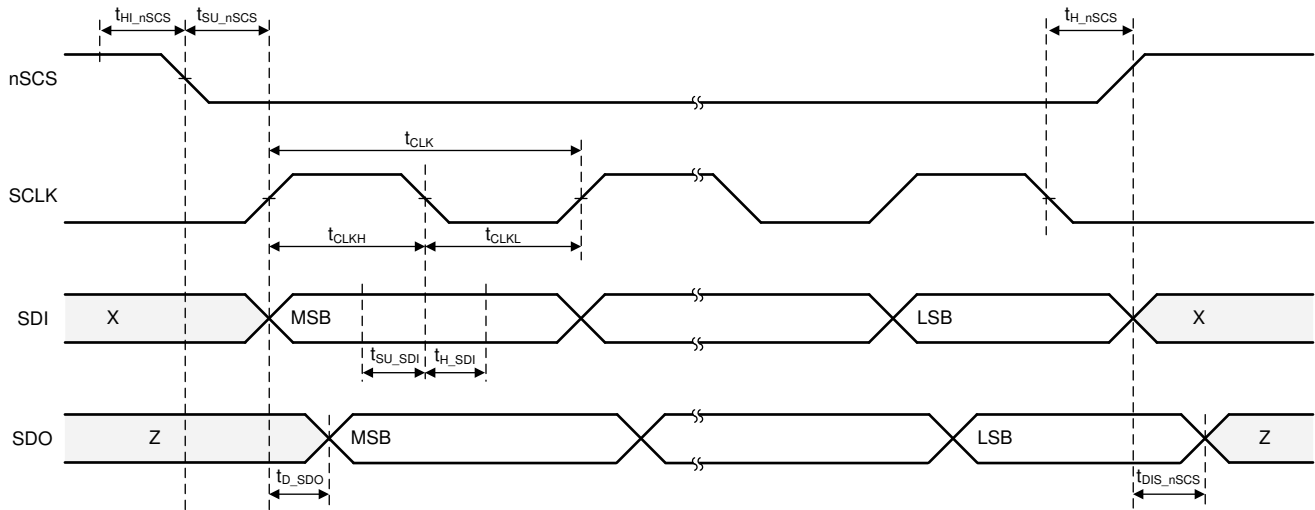 tHI_nSCS tSU_nSCS tH_nSCS
nSCS
tCLK
SCLK
tCLKH tCLKL
SDI X MSB LSB X
tSU_SDI tH_SDI
SDO Z MSB LSB Z
tD_SDO tDIS_nSCS